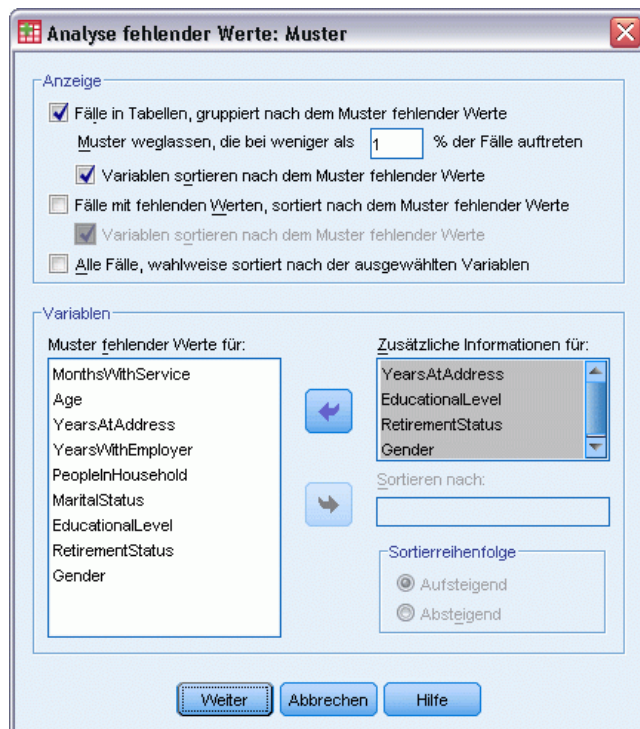 Analyse fehlender Werte: Muster
Anzeige
Fälle in Tabellen, gruppiert nach dem Muster fehlender Werte
Muster weglassen, die bei weniger als 1 % der Fälle auftreten
Variablen sortieren nach dem Muster fehlender Werte
Fälle mit fehlenden Werten, sortiert nach dem Muster fehlender Werte
Variablen sortieren nach dem Muster fehlender Werte
Alle Fälle, wahlweise sortiert nach der ausgewählten Variablen
Variablen
Muster fehlender Werte für:
MonthsWithService
Age
YearsAtAddress
YearsWithEmployer
PeopleInHousehold
MaritalStatus
EducationalLevel
RetirementStatus
Gender
Zusätzliche Informationen für:
YearsAtAddress
EducationalLevel
RetirementStatus
Gender
Sortieren nach:
Sortierreihenfolge
Aufsteigend
Absteigend
Weiter
Abbrechen
Hilfe